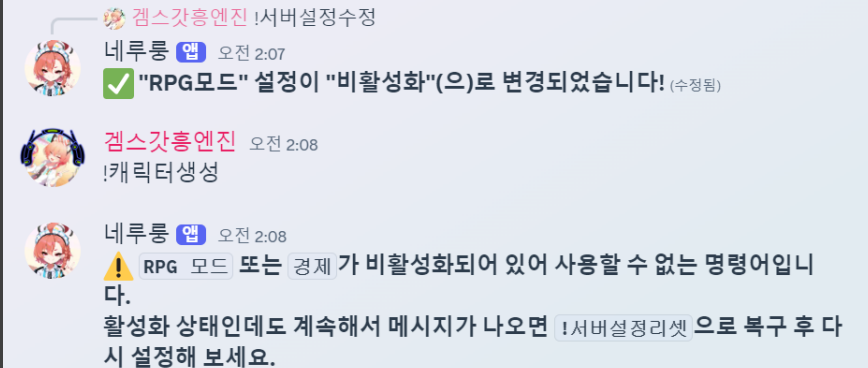 겜스갓흥엔진 !서버설정수정
네루룽 앱 오전 2:07
"RPG모드" 설정이 "비활성화"(으)로 변경되었습니다! (수정됨)
겜스갓흥엔진 오전 2:08
!캐릭터생성
네루룽 앱 오전 2:08
RPG 모드 또는 경제가 비활성화되어 있어 사용할 수 없는 명령어입니
다.
활성화 상태인데도 계속해서 메시지가 나오면 !서버설정리셋으로 복구 후 다
시 설정해 보세요.